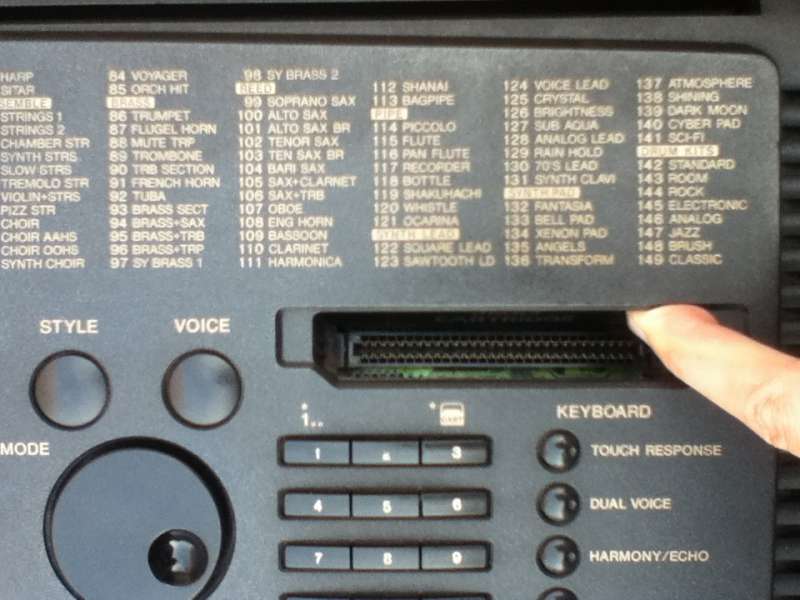 HARP
SITAR
SEMBLE
STRINGS 1
STRINGS 2
CHAMBER STR
SYNTH STRS
SLOW STRS
TREMOLO STR
VIOLIN+STRS
PIZZ STR
CHOIR
CHOIR AAHS
CHOIR OOHS
SYNTH CHOIR
84 VOYAGER
85 ORCH HIT
BRASS
86 TRUMPET
87 FLUGEL HORN
88 MUTE TRP
89 TROMBONE
90 TRB SECTION
91 FRENCH HORN
92 TUBA
93 BRASS SECT
94 BRASS+SAX
95 BRASS+TRB
96 BRASS+TRP
97 SY BRASS 1
98 SY BRASS 2
REED
99 SOPRANO SAX
100 ALTO SAX
101 ALTO SAX BR
102 TENOR SAX
103 TEN SAX BR
104 BARI SAX
105 SAX+CLARNET
106 SAX+TRB
107 OBOE
108 ENG HORN
109 BASSOON
110 CLARINET
111 HARMONICA
112 SHANAI
113 BAGPIPE
PIPE
114 PICCOLO
115 FLUTE
116 PAN FLUTE
117 RECORDER
118 BOTTLE
119 SHAKUHACHI
120 WHISTLE
121 OCARINA
SYNTH LEAD
122 SQUARE LEAD
123 SAWTOOTH LD
124 VOICE LEAD
125 CRYSTAL
126 BRIGHTNESS
127 SUB AQUA
128 ANALOG LEAD
129 RAIN HOLD
130 70'S LEAD
131 SYNTH CLAVI
SYNTH PAD
132 FANTASIA
133 BELL PAD
134 XENON PAD
135 ANGELS
136 TRANSFORM
137 ATMOSPHERE
138 SHINING
139 DARK MOON
140 CYBER PAD
141 SCI-FI
DRUM KITS
142 STANDARD
143 ROOM
144 ROCK
145 ELECTRONIC
146 ANALOG
147 JAZZ
148 BRUSH
149 CLASSIC
STYLE
VOICE
MODE
KEYBOARD
1 2 3
TOUCH RESPONSE
4 5 6
DUAL VOICE
7 8 9
HARMONY/ECHO